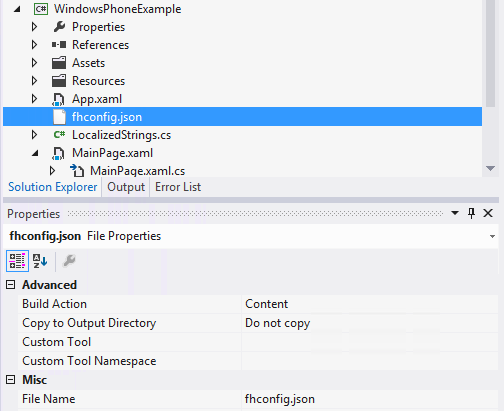 WindowsPhoneExample
Properties
References
Assets
Resources
App.xaml
fhconfig.json
LocalizedStrings.cs
MainPage.xaml
MainPage.xaml.cs
Solution Explorer Output Error List
Properties
fhconfig.json File Properties
Advanced
Build Action Content
Copy to Output Directory Do not copy
Custom Tool
Custom Tool Namespace
Misc
File Name fhconfig.json